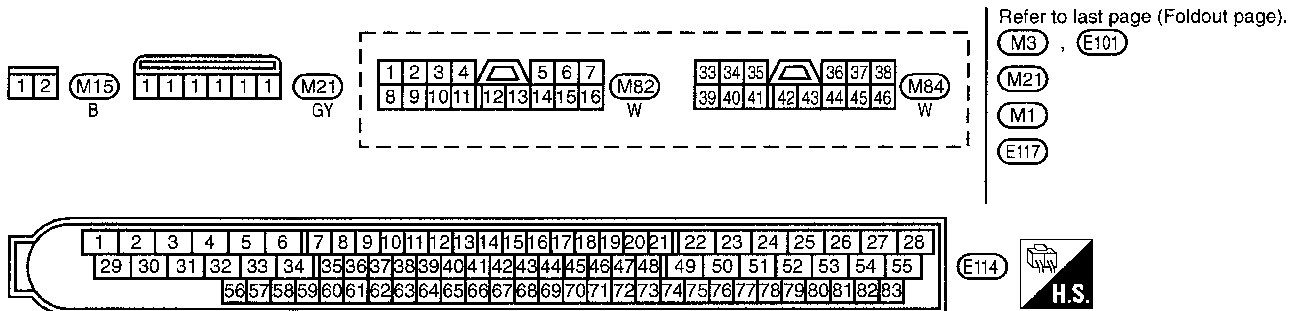 Refer to last page (Foldout page).
M3 , E101
M21
M1
E117
1 2 M15
B
1 1 1 1 1 1 M21
GY
1 2 3 4 5 6 7
8 9 10 11 12 13 14 15 16
M82
W
33 34 35 36 37 38
39 40 41 42 43 44 45 46
M84
W
1 2 3 4 5 6 7 8 9 10 11 12 13 14 15 16 17 18 19 20 21 22 23 24 25 26 27 28
29 30 31 32 33 34 35 36 37 38 39 40 41 42 43 44 45 46 47 48 49 50 51 52 53 54 55
56 57 58 59 60 61 62 63 64 65 66 67 68 69 70 71 72 73 74 75 76 77 78 79 80 81 82 83
E114
H.S.